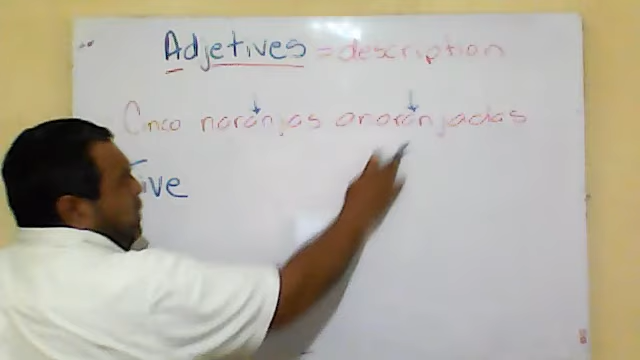 Adjetives = description
Cinco naranjas anaranjadas
Five